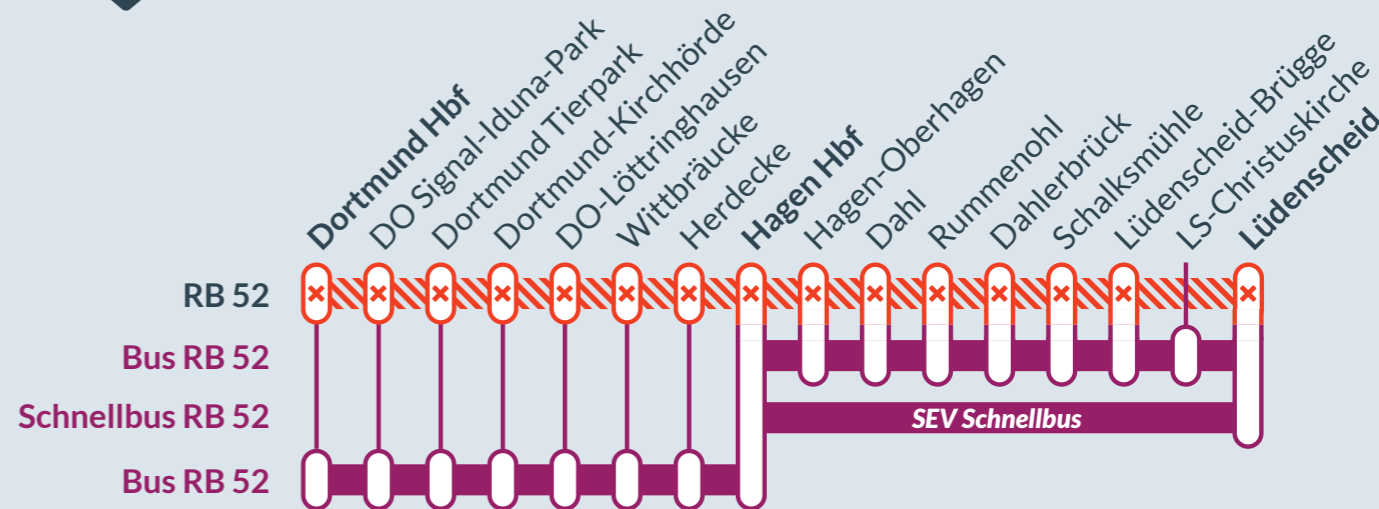 Dortmund Hbf
DO Signal-Iduna-Park
Dortmund Tierpark
Dortmund-Kirchhörde
DO-Löttringhausen
Wittbräucke
Herdecke
Hagen Hbf
Hagen-Oberhagen
Dahl
Rummenohl
Dahlerbrück
Schalksmühle
Lüdenscheid-Brügge
LS-Christuskirche
Lüdenscheid
RB 52
Bus RB 52
Schnellbus RB 52
SEV Schnellbus
Bus RB 52